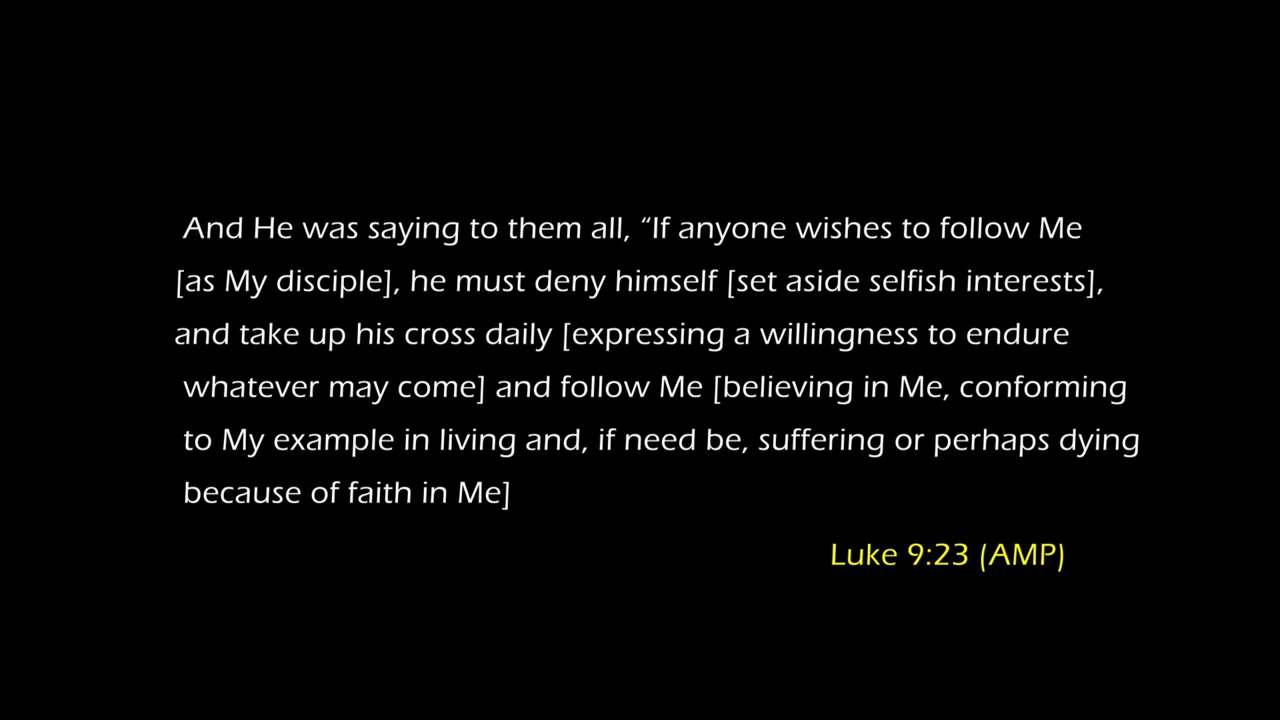 And He was saying to them all, “If anyone wishes to follow Me
[as My disciple], he must deny himself [set aside selfish interests],
and take up his cross daily [expressing a willingness to endure
whatever may come] and follow Me [believing in Me, conforming
to My example in living and, if need be, suffering or perhaps dying
because of faith in Me]
Luke 9:23 (AMP)